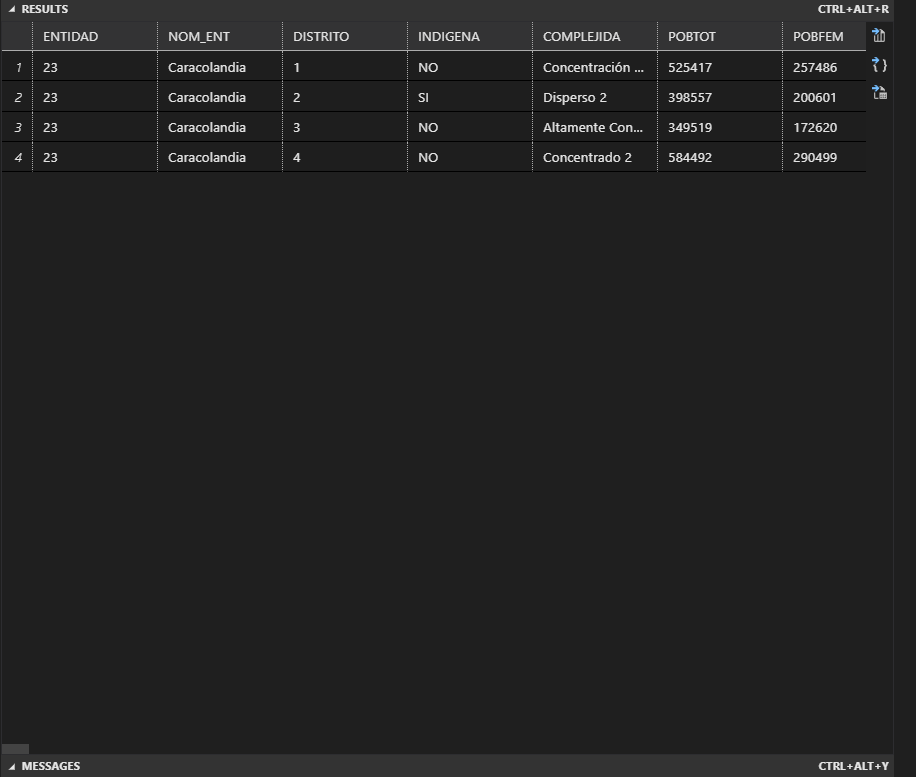 RESULTS CTRL+ALT+R
ENTIDAD NOM_ENT DISTRITO INDIGENA COMPLEJIDA POBTOT POBFEM
1 23 Caracolandia 1 NO Concentración ... 525417 257486
2 23 Caracolandia 2 SI Disperso 2 398557 200601
3 23 Caracolandia 3 NO Altamente Con... 349519 172620
4 23 Caracolandia 4 NO Concentrado 2 584492 290499
MESSAGES CTRL+ALT+Y